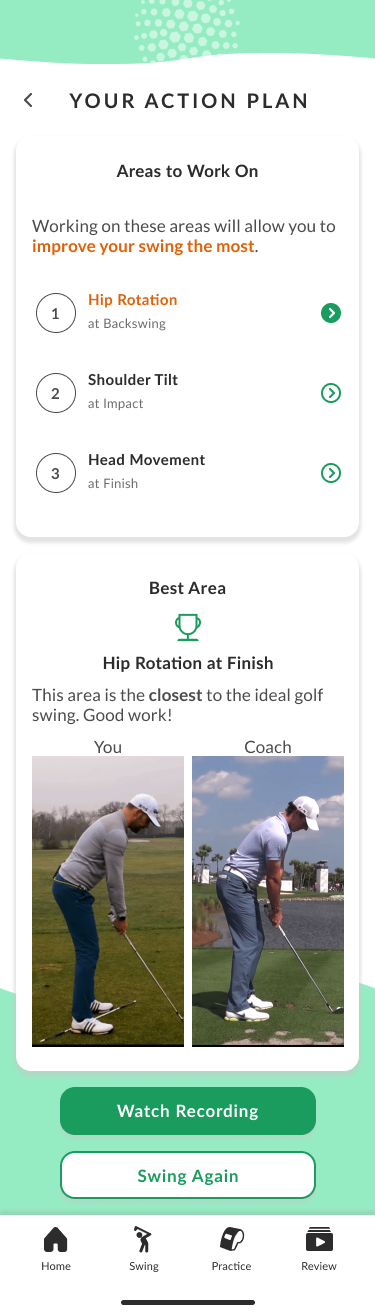 YOUR ACTION PLAN
Areas to Work On
Working on these areas will allow you to
improve your swing the most.
1
Hip Rotation
at Backswing
2
Shoulder Tilt
at Impact
3
Head Movement
at Finish
Best Area
Hip Rotation at Finish
This area is the closest to the ideal golf
swing. Good work!
You
Coach
Watch Recording
Swing Again
Home
Swing
Practice
Review